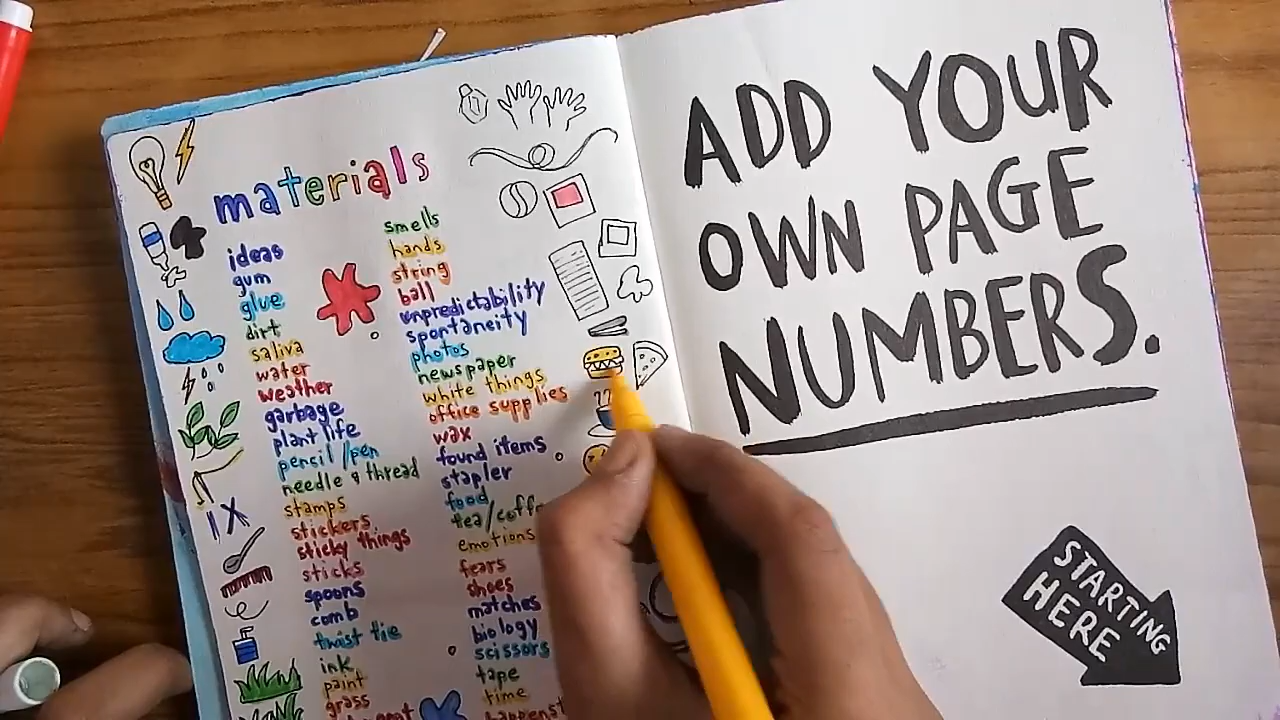 materials
ideas
gum
glue
dirt
saliva
water
weather
garbage
plant life
pencil/pen
needle & thread
stamps
stickers
sticky things
sticks
spoons
comb
twist tie
ink
paint
grass
smells
hands
string
ball
unpredictability
spontaneity
photos
newspaper
white things
office supplies
wax
found items
stapler
food
emotions
fears
shoes
matches
biology
scissors
tape
time
ADD YOUR
OWN PAGE
NUMBERS.
STARTING
HERE